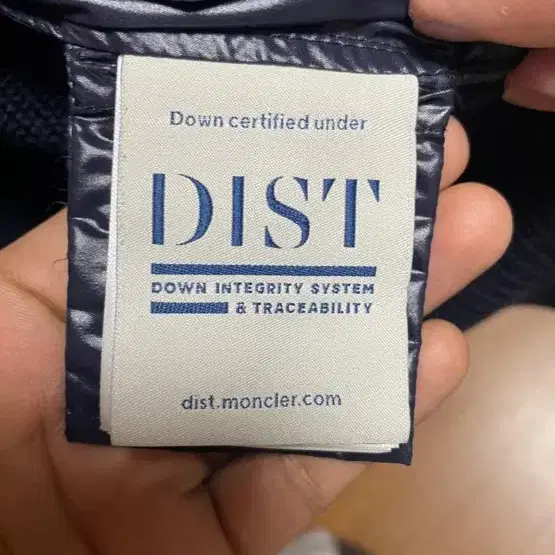 Down certified under
DIST
DOWN INTEGRITY SYSTEM
& TRACEABILITY
dist.moncler.com